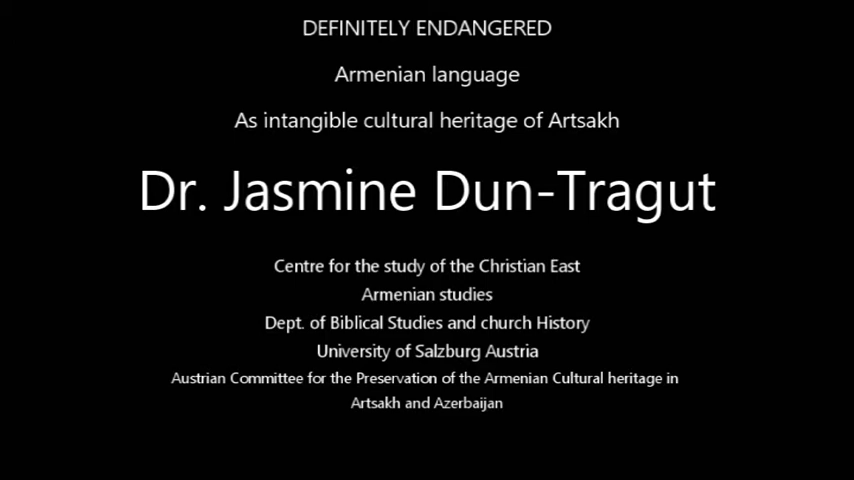 DEFINITELY ENDANGERED
Armenian language
As intangible cultural heritage of Artsakh
Dr. Jasmine Dun-Tragut
Centre for the study of the Christian East
Armenian studies
Dept. of Biblical Studies and church History
University of Salzburg Austria
Austrian Committee for the Preservation of the Armenian Cultural heritage in
Artsakh and Azerbaijan